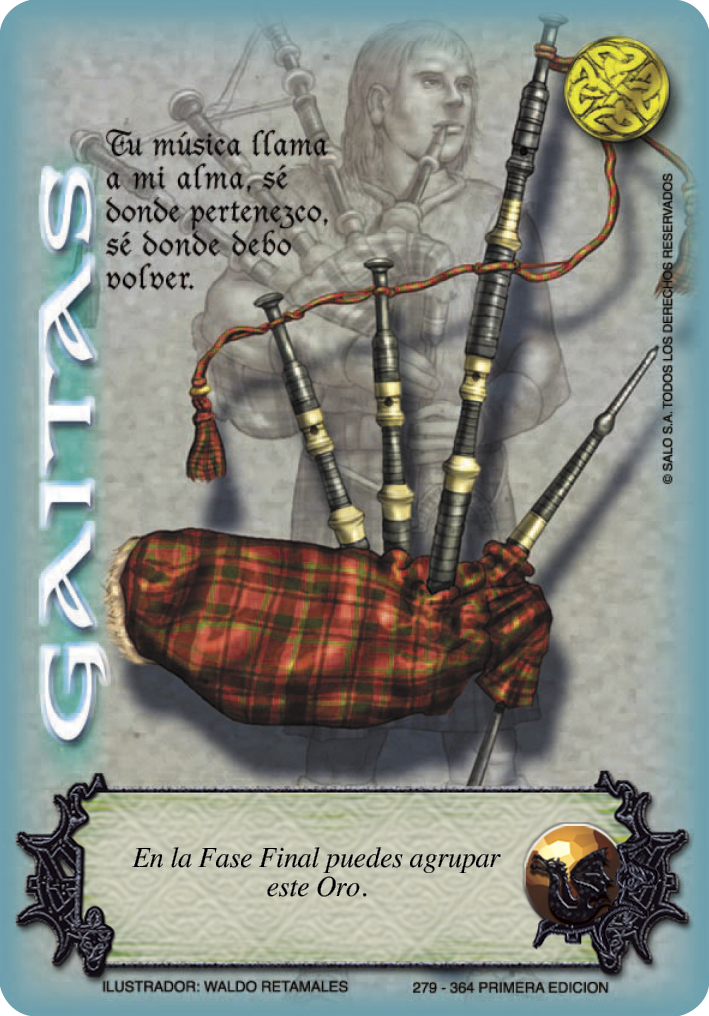 Tu música llama
a mi alma, sé
donde pertenezco,
sé donde debo
volver.
GAITAS
© SALO S.A. TODOS LOS DERECHOS RESERVADOS
En la Fase Final puedes agrupar
este Oro.
ILUSTRADOR: WALDO RETAMALES
279 - 364 PRIMERA EDICION